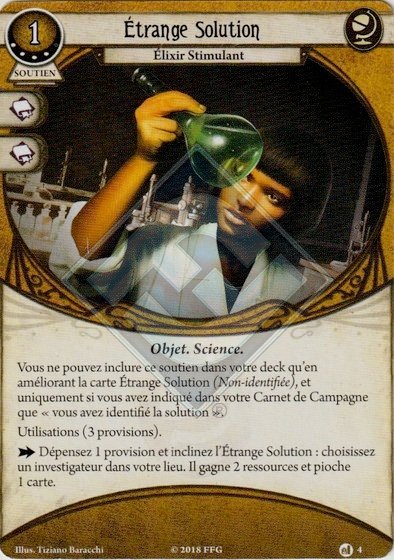 1
Étrange Solution
SOUTIEN
Élixir Stimulant
Objet. Science.
Vous ne pouvez inclure ce soutien dans votre deck qu'en
améliorant la carte Étrange Solution (Non-identifiée), et
uniquement si vous avez indiqué dans votre Carnet de Campagne
que « vous avez identifié la solution ».
Utilisations (3 provisions).
Dépensez 1 provision et inclinez l'Étrange Solution : choisissez
un investigateur dans votre lieu. Il gagne 2 ressources et pioche
1 carte.
Illus. Tiziano Baracchi
© 2018 FFG
4